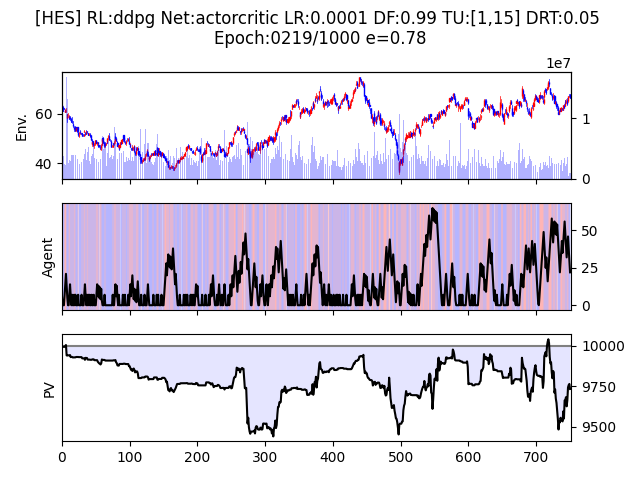 [HES] RL:ddpg Net:actorcritic LR:0.0001 DF:0.99 TU:[1,15] DRT:0.05
Epoch:0219/1000 e=0.78
1e7
Env.
60
40
1
0
Agent
50
25
0
PV
10000
9750
9500
0 100 200 300 400 500 600 700